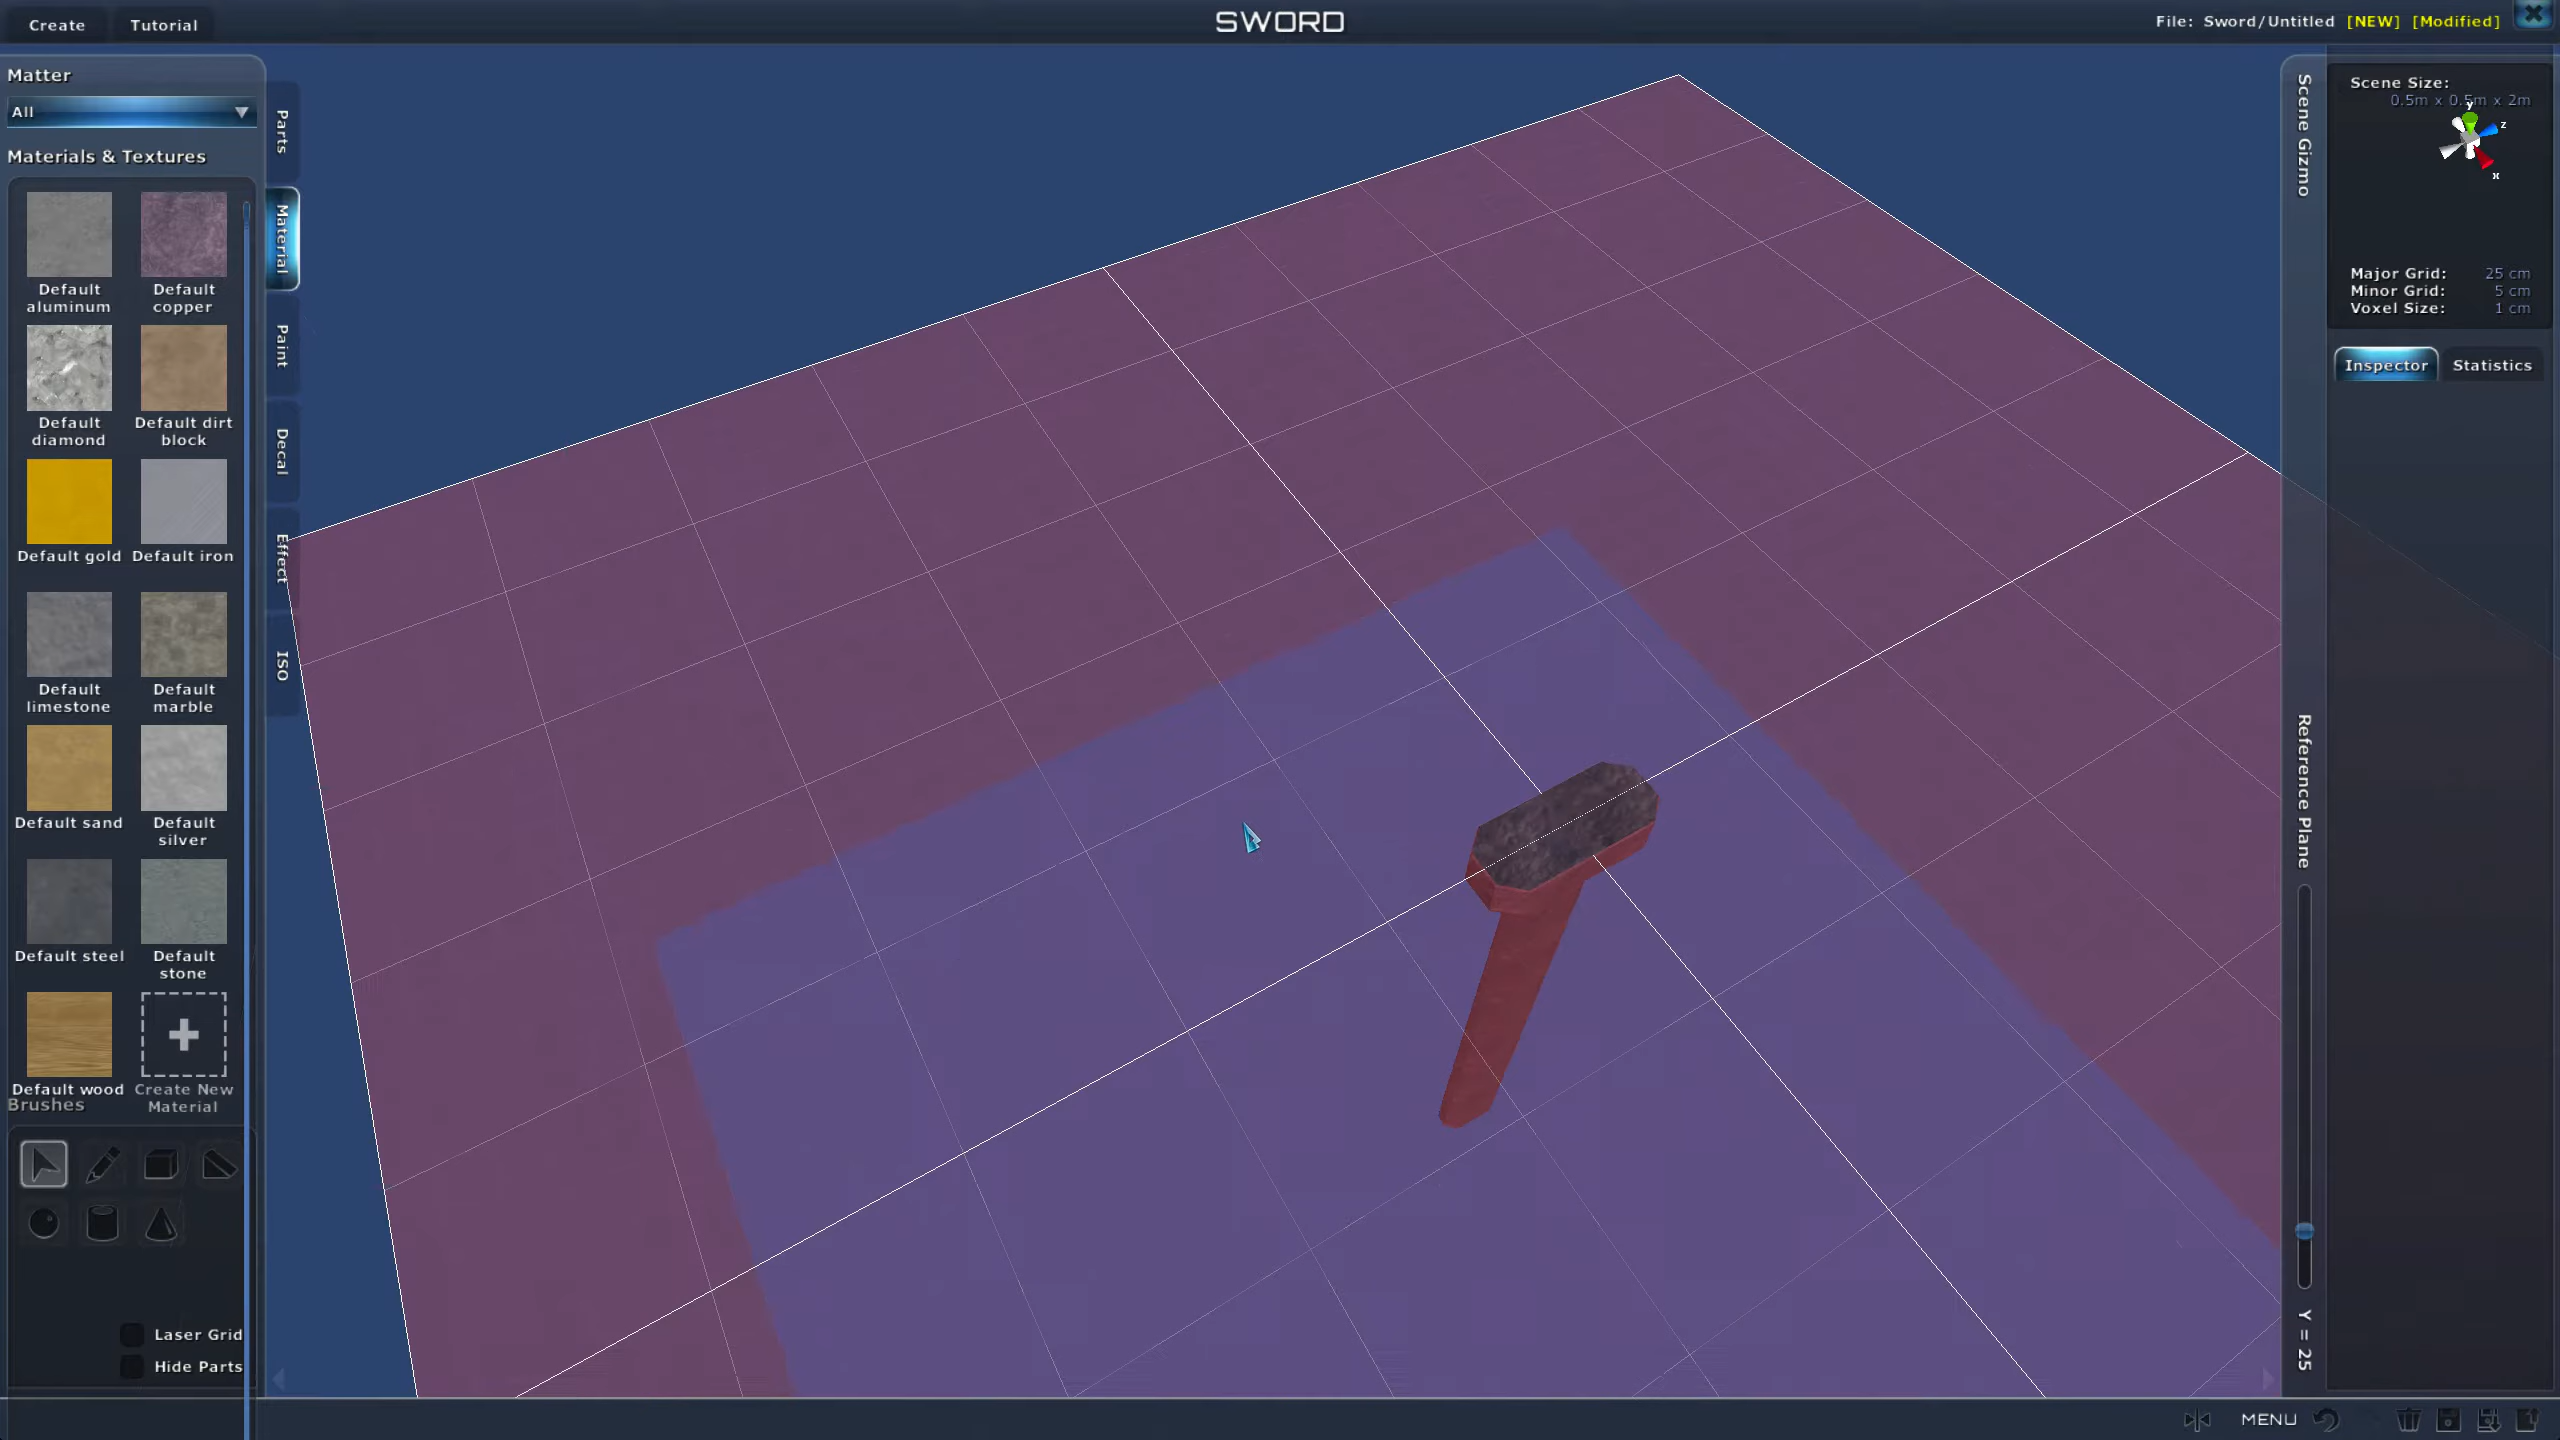 Create
Tutorial
SWORD
File: Sword/Untitled [NEW] [Modified]
Matter
All
Materials & Textures
Default aluminum
Default copper
Default diamond
Default dirt block
Default gold
Default iron
Default limestone
Default marble
Default sand
Default silver
Default steel
Default stone
Default wood
Create New Material
Brushes
Laser Grid
Hide Parts
Parts
Material
Paint
Decal
Effect
ISO
Scene Gizmo
Reference Plane
Y = 25
Scene Size:
0.5m x 0.5m x 2m
y
z
x
Major Grid: 25 cm
Minor Grid: 5 cm
Voxel Size: 1 cm
Inspector
Statistics
MENU